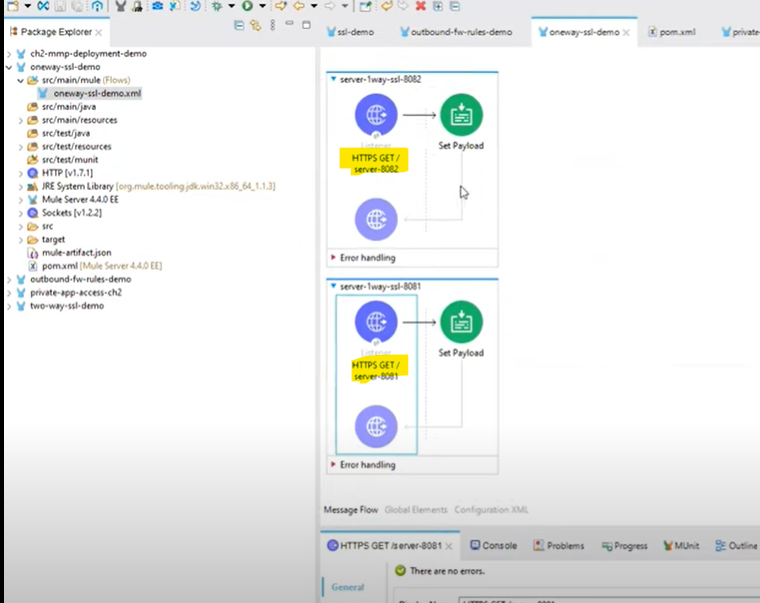 Package Explorer
ssl-demo
outbound-fw-rules-demo
oneway-ssl-demo
pom.xml
private-
ch2-mmp-deployment-demo
oneway-ssl-demo
src/main/mule (Flows)
oneway-ssl-demo.xml
src/main/java
src/main/resources
src/test/java
src/test/resources
src/test/munit
HTTP [v1.7.1]
JRE System Library [org.mule.tooling.jdk.win32.x86_64_1.1.3]
Mule Server 4.4.0 EE
Sockets [v1.2.2]
src
target
mule-artifact.json
pom.xml [Mule Server 4.4.0 EE]
outbound-fw-rules-demo
private-app-access-ch2
two-way-ssl-demo
server-1way-ssl-8082
Listener
Set Payload
HTTPS GET /
server-8082
Error handling
server-1way-ssl-8081
Listener
Set Payload
HTTPS GET /
server-8081
Error handling
Message Flow Global Elements Configuration XML
HTTPS GET /server-8081
Console
Problems
Progress
MUnit
Outline
General
There are no errors.